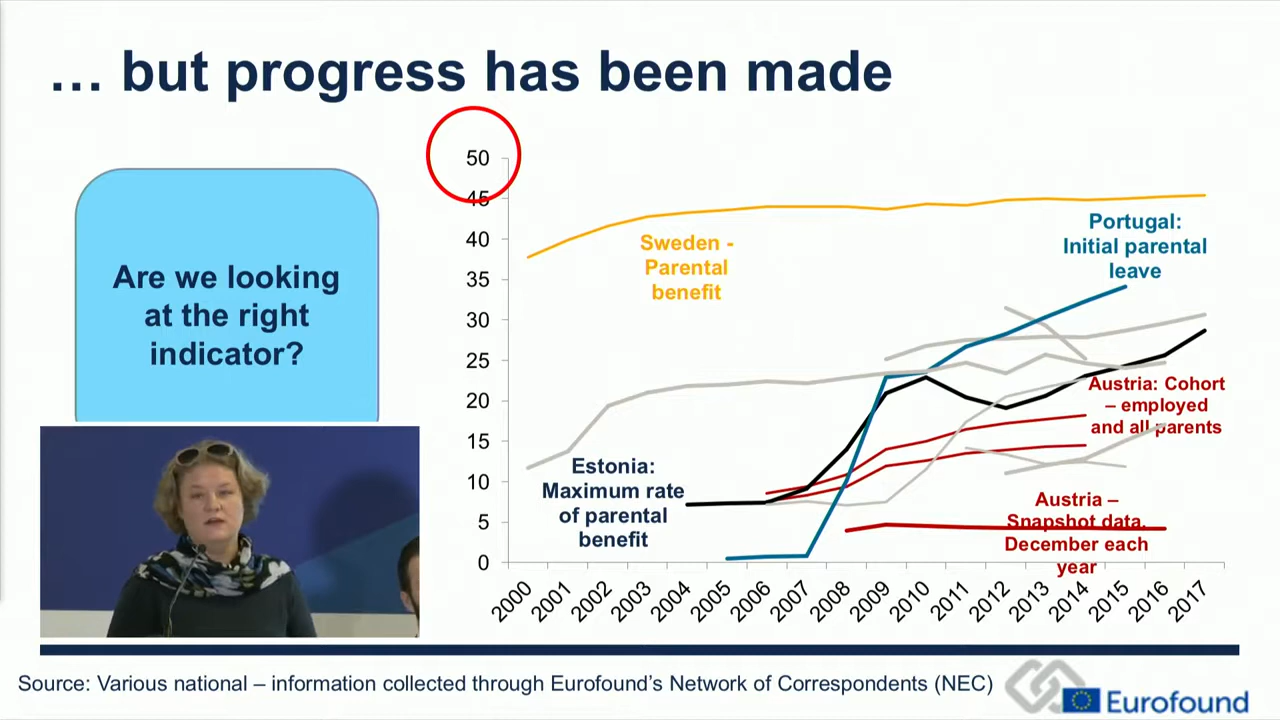 … but progress has been made
Are we looking
at the right
indicator?
50
45
40
35
30
25
20
15
10
5
0
Sweden -
Parental
benefit
Portugal:
Initial parental
leave
Austria: Cohort
– employed
and all parents
Estonia:
Maximum rate
of parental
benefit
Austria –
Snapshot data,
December each
year
2000
2001
2002
2003
2004
2005
2006
2007
2008
2009
2010
2011
2012
2013
2014
2015
2016
2017
Source: Various national – information collected through Eurofound’s Network of Correspondents (NEC)
Eurofound